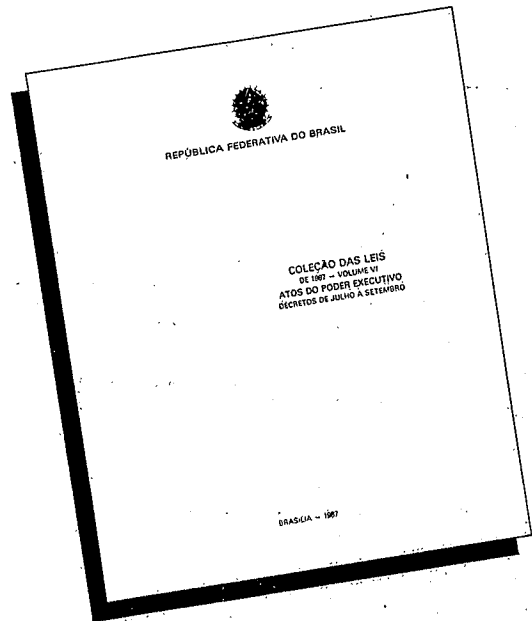 REPÚBLICA FEDERATIVA DO BRASIL
COLEÇÃO DAS LEIS
DE 1987 — VOLUME VI
ATOS DO PODER EXECUTIVO
DECRETOS DE JULHO A SETEMBRO
BRASÍLIA — 1987